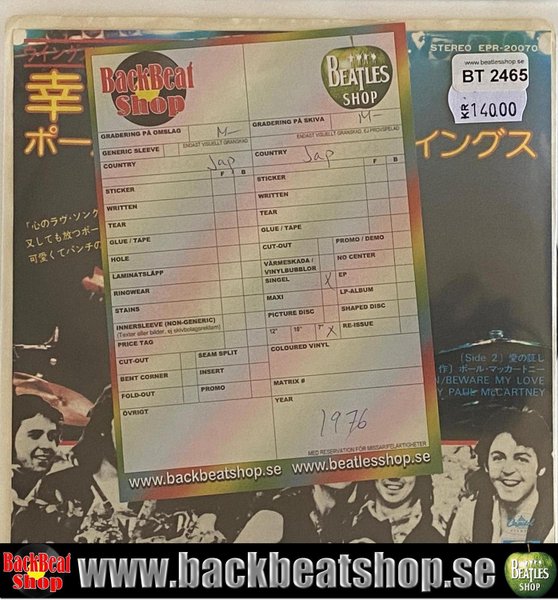 STEREO EPR-20070
www.beatlesshop.se
BT 2465
KR 140.00
幸
ポー
イングス
「心のラヴ・ソング
又しても放つポー
可愛くてパンチの
BackBeat Shop
BEATLES SHOP
GRADERING PÅ OMSLAG M-
GENERIC SLEEVE ENDAST VISUELLT GRANSKAD
COUNTRY Jap
F B
STICKER
WRITTEN
TEAR
GLUE / TAPE
HOLE
LAMINATSLÄPP
RINGWEAR
STAINS
INNERSLEEVE (NON-GENERIC)
(Texter eller bilder, ej skivbolagsreklam)
PRICE TAG
CUT-OUT SEAM SPLIT
BENT CORNER INSERT
FOLD-OUT PROMO
ÖVRIGT
GRADERING PÅ SKIVA M-
ENDAST VISUELLT GRANSKAD, EJ PROVSPELAD
COUNTRY Jap
F B
STICKER
WRITTEN
TEAR
GLUE / TAPE
CUT-OUT PROMO / DEMO
VÄRMESKADA / VINYLBUBBLOR NO CENTER
SINGEL X EP
MAXI LP-ALBUM
PICTURE DISC SHAPED DISC
12" 10" 7" X RE-ISSUE
COLOURED VINYL
MATRIX #
YEAR
1976
MED RESERVATION FÖR MISSAR/FELAKTIGHETER
www.backbeatshop.se www.beatlesshop.se
[Side 2] 愛の証し
作] ポール・マッカートニー
N/BEWARE MY LOVE
Y PAUL McCARTNEY
Capitol
BackBeat Shop www.backbeatshop.se BEATLES SHOP